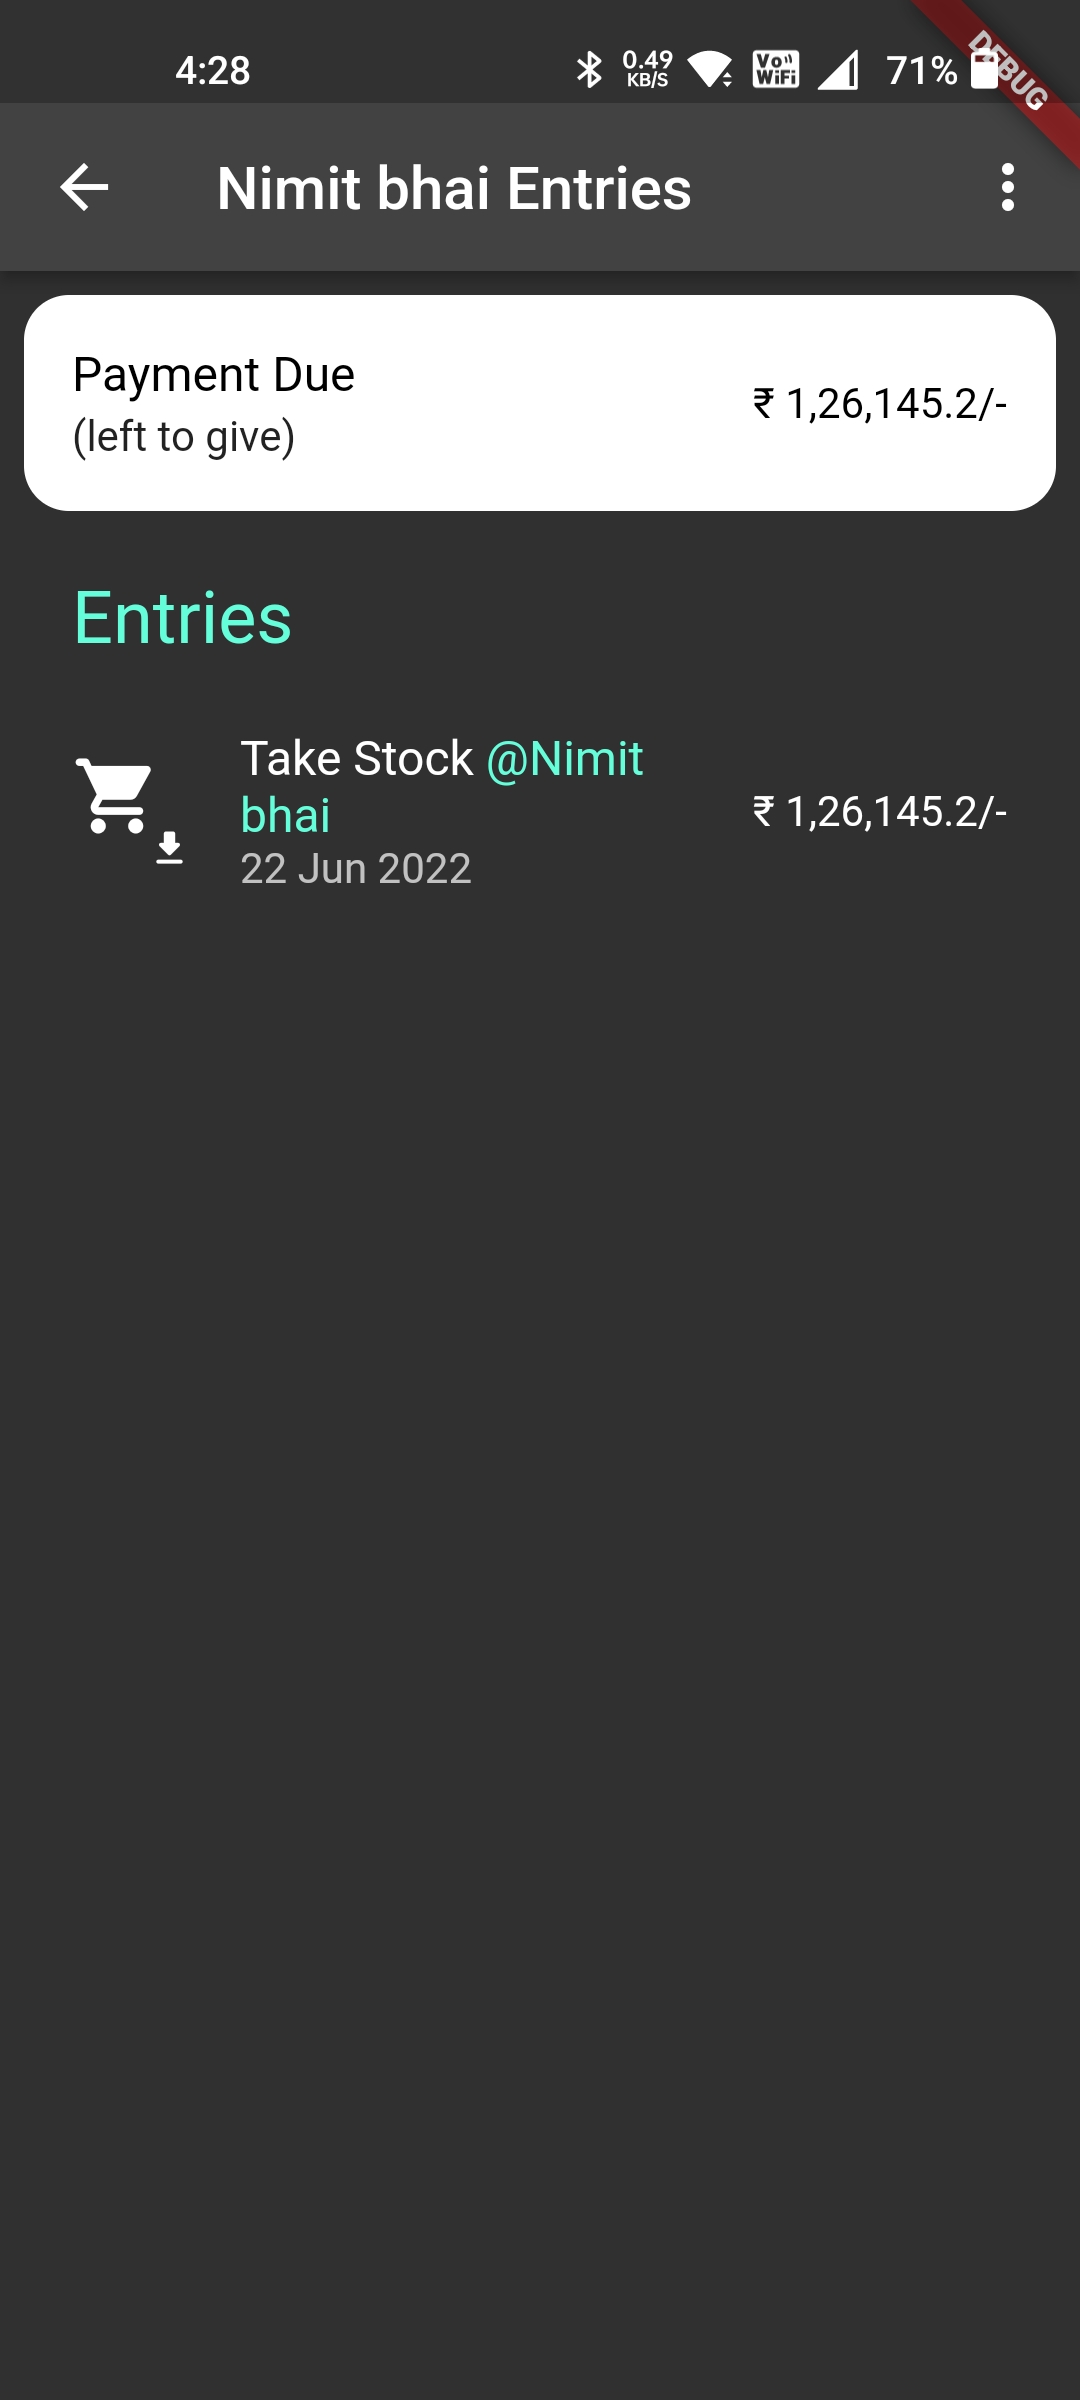 4:28
0.49
KB/S
Vo
WiFi
71%
DEBUG
Nimit bhai Entries
Payment Due
(left to give)
₹ 1,26,145.2/-
Entries
Take Stock @Nimit
bhai
₹ 1,26,145.2/-
22 Jun 2022